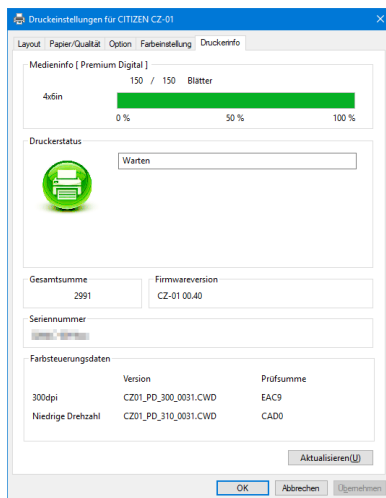 Druckeinstellungen für CITIZEN CZ-01
Layout Papier/Qualität Option Farbeinstellung Druckerinfo
Medieninfo [ Premium Digital ]
150 / 150 Blätter
4x6in
0 % 50 % 100 %
Druckerstatus
Warten
Gesamtsumme Firmwareversion
2991 CZ-01 00.40
Seriennummer
Farbsteuerungsdaten
Version Prüfsumme
300dpi CZ01_PD_300_0031.CWD EAC9
Niedrige Drehzahl CZ01_PD_310_0031.CWD CAD0
Aktualisieren(U)
OK Abbrechen Übernehmen